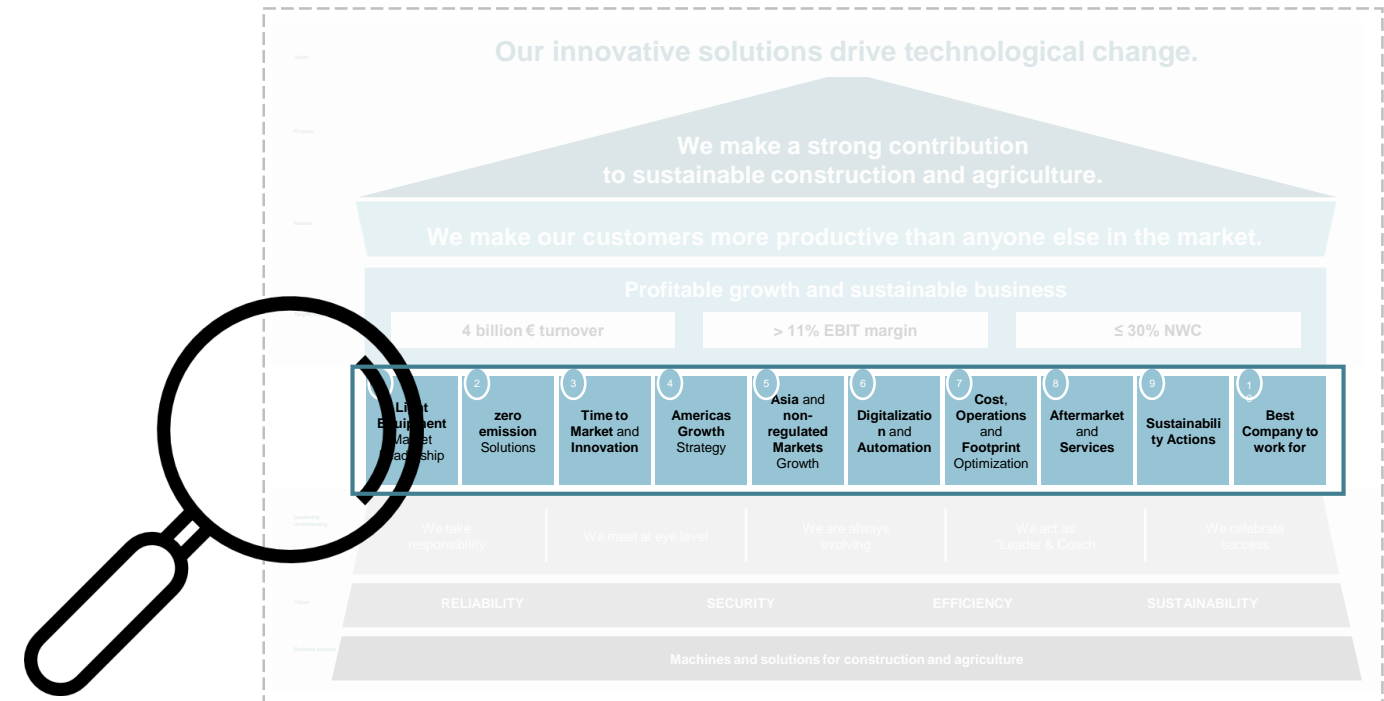 Our innovative solutions drive technological change.
We make a strong contribution
to sustainable construction and agriculture.
We make our customers more productive than anyone else in the market.
Profitable growth and sustainable business
4 billion € turnover
> 11% EBIT margin
≤ 30% NWC
Light
Equipment
Market
Leadership
2
zero
emission
Solutions
3
Time to
Market and
Innovation
4
Americas
Growth
Strategy
5
Asia and
non-
regulated
Markets
Growth
6
Digitalizatio
n and
Automation
7
Cost,
Operations
and
Footprint
Optimization
8
Aftermarket
and
Services
9
Sustainabili
ty Actions
1
0
Best
Company to
work for
Leadership
understanding
We take
responsibility
We meet at eye level
We are always
evolving
We act as
"Leader & Coach
We celebrate
success
RELIABILITY
SECURITY
EFFICIENCY
SUSTAINABILITY
Machines and solutions for construction and agriculture